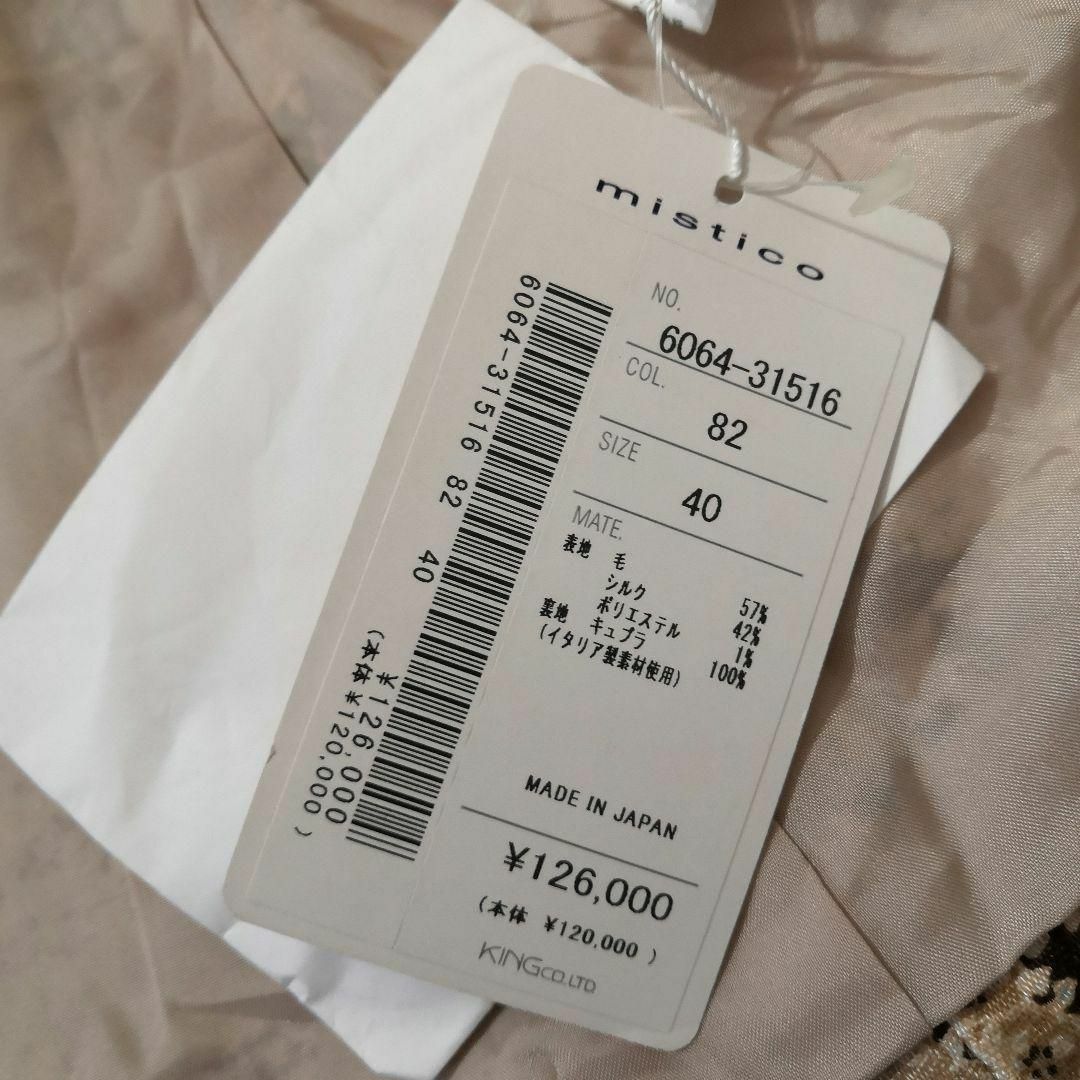 mistico
NO.
6064-31516
COL.
82
SIZE
40
MATE.
表地 毛 57%
シルク 42%
ポリエステル 1%
裏地 キュプラ 100%
(イタリア製素材使用)
MADE IN JAPAN
¥126,000
(本体 ¥120,000 )
KING CO.,LTD.
6064-31516 82 40
¥126,000
(本体¥120,000 )